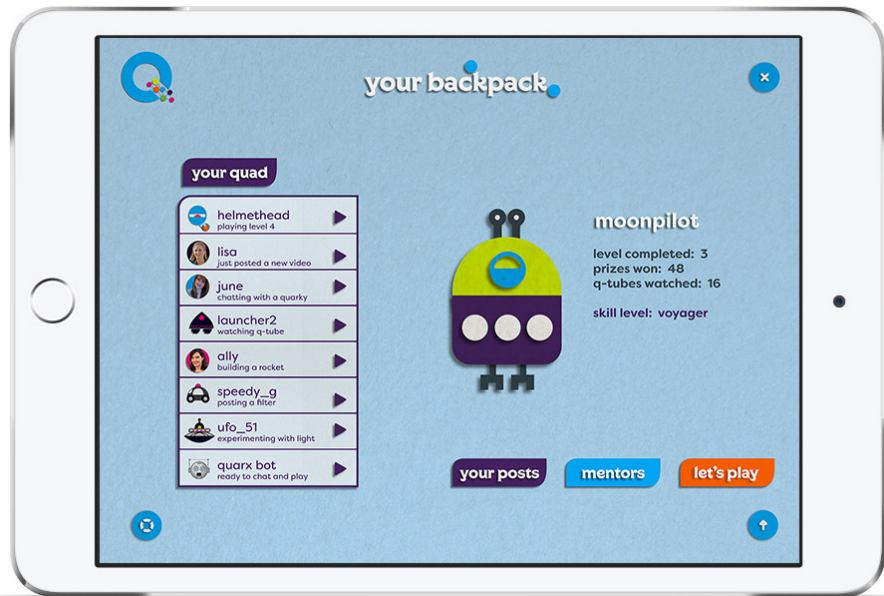 your backpack
your quad
helmethead
playing level 4
lisa
just posted a new video
june
chatting with a quarky
launcher2
watching q-tube
ally
building a rocket
speedy_g
posting a filter
ufo_51
experimenting with light
quarx bot
ready to chat and play
moonpilot
level completed: 3
prizes won: 48
q-tubes watched: 16
skill level: voyager
your posts
mentors
let's play